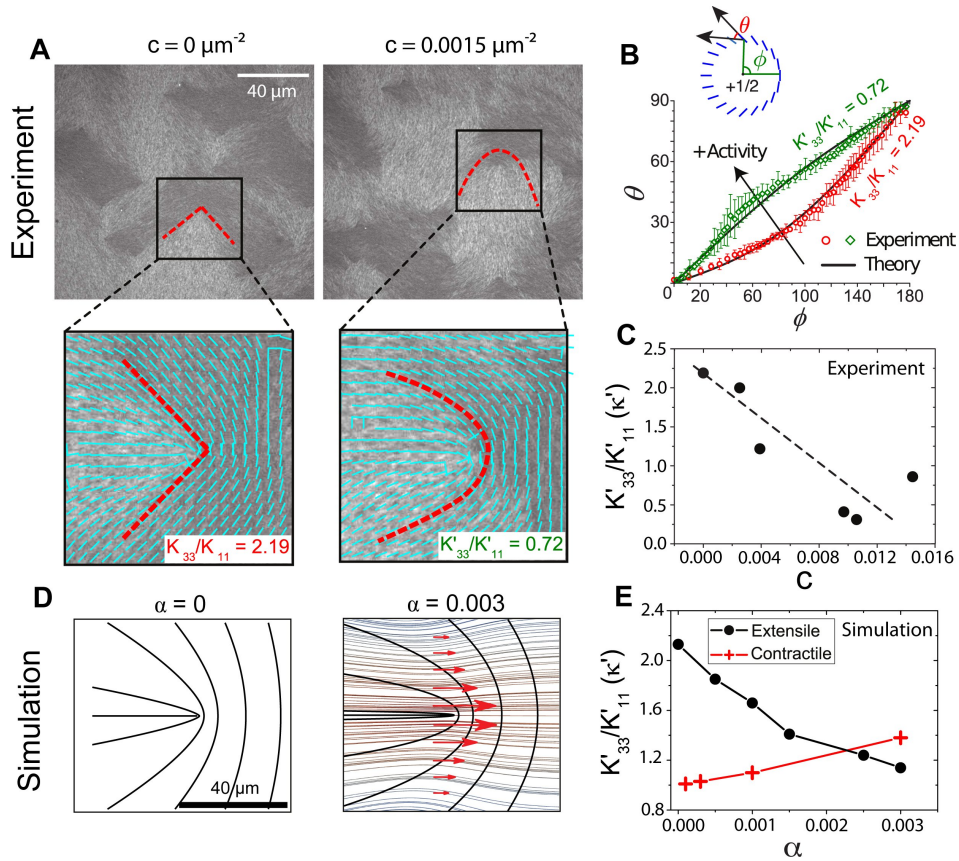 A
c = 0 μm⁻²
c = 0.0015 μm⁻²
Experiment
40 μm
K₃₃/K₁₁ = 2.19
K'₃₃/K'₁₁ = 0.72
B
θ
ϕ
+1/2
90
60
30
0
θ
+Activity
K'₃₃/K'₁₁ = 0.72
K₃₃/K₁₁ = 2.19
Experiment
Theory
0 20 40 60 80 100 120 140 160 180
ϕ
C
Experiment
K'₃₃/K'₁₁ (κ')
2.5
2.0
1.5
1.0
0.5
0.0
0.000 0.004 0.008 0.012 0.016
C
D
α = 0
α = 0.003
Simulation
40 μm
E
Extensile
Contractile
Simulation
K'₃₃/K'₁₁ (κ')
2.4
2.0
1.6
1.2
0.8
0.000 0.001 0.002 0.003
α